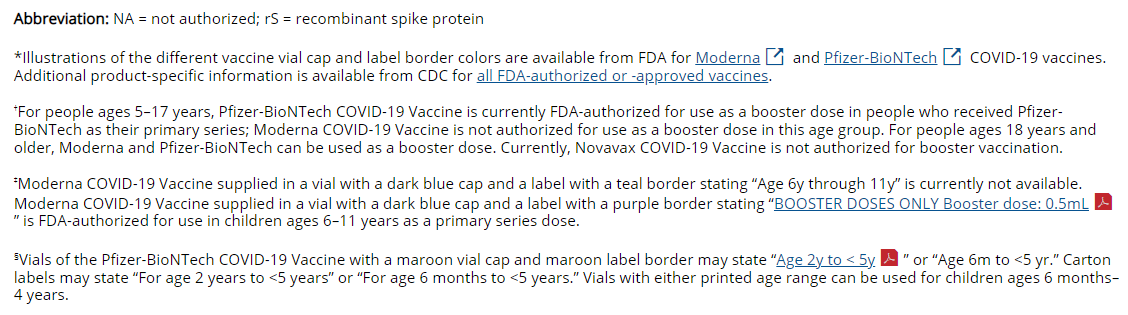 Abbreviation: NA = not authorized; rS = recombinant spike protein
*Illustrations of the different vaccine vial cap and label border colors are available from FDA for Moderna and Pfizer-BioNTech COVID-19 vaccines.
Additional product-specific information is available from CDC for all FDA-authorized or -approved vaccines.
†For people ages 5–17 years, Pfizer-BioNTech COVID-19 Vaccine is currently FDA-authorized for use as a booster dose in people who received Pfizer-
BioNTech as their primary series; Moderna COVID-19 Vaccine is not authorized for use as a booster dose in this age group. For people ages 18 years and
older, Moderna and Pfizer-BioNTech can be used as a booster dose. Currently, Novavax COVID-19 Vaccine is not authorized for booster vaccination.
‡Moderna COVID-19 Vaccine supplied in a vial with a dark blue cap and a label with a teal border stating “Age 6y through 11y” is currently not available.
Moderna COVID-19 Vaccine supplied in a vial with a dark blue cap and a label with a purple border stating “BOOSTER DOSES ONLY Booster dose: 0.5mL
” is FDA-authorized for use in children ages 6–11 years as a primary series dose.
§Vials of the Pfizer-BioNTech COVID-19 Vaccine with a maroon vial cap and maroon label border may state “Age 2y to < 5y ” or “Age 6m to <5 yr.” Carton
labels may state “For age 2 years to <5 years” or “For age 6 months to <5 years.” Vials with either printed age range can be used for children ages 6 months–
4 years.